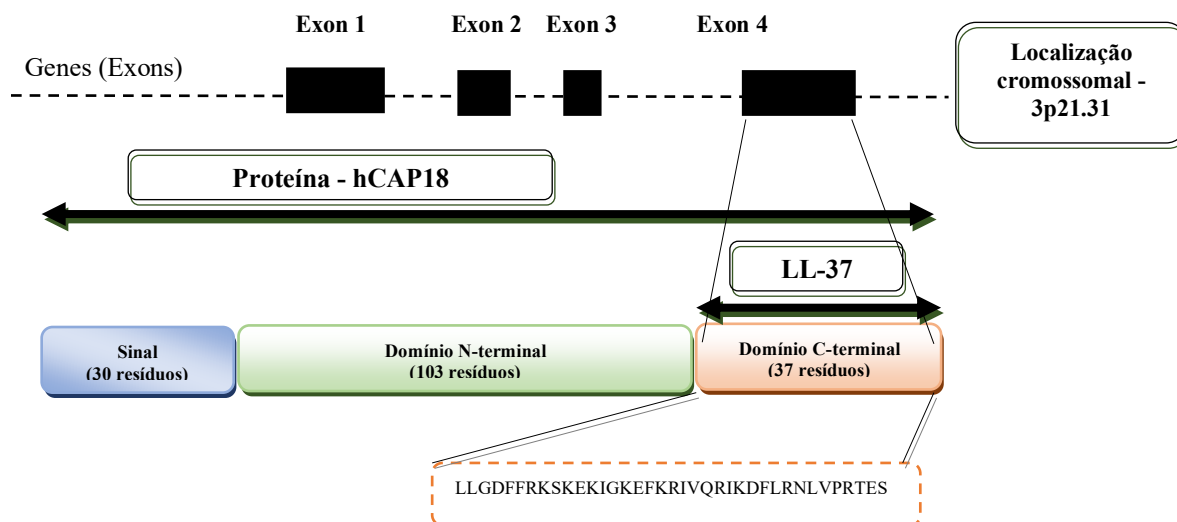 Exon 1 Exon 2 Exon 3 Exon 4
Genes (Exons)
Localização
cromossomal -
3p21.31
Proteína - hCAP18
LL-37
Sinal
(30 resíduos)
Domínio N-terminal
(103 resíduos)
Domínio C-terminal
(37 resíduos)
LLGDFFRKSKEKIGKEFKRIVQRIKDFLRNLVPRTES